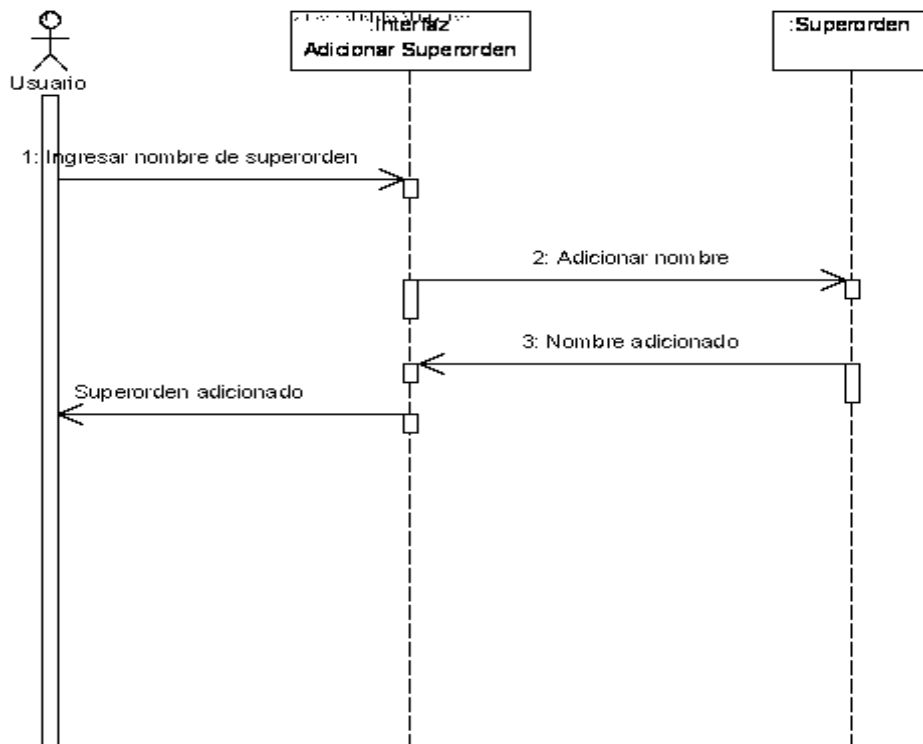 :Interfaz
Adicionar Superorden
:Superorden
Usuario
1: Ingresar nombre de superorden
2: Adicionar nombre
3: Nombre adicionado
Superorden adicionado